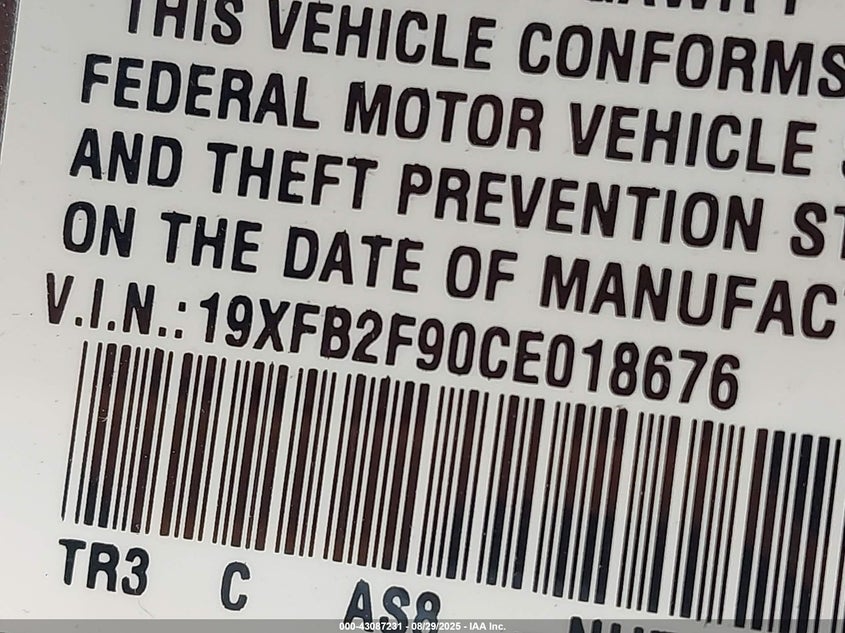 THIS VEHICLE CONFORMS
FEDERAL MOTOR VEHICLE
AND THEFT PREVENTION ST
ON THE DATE OF MANUFAC
V.I.N.: 19XFB2F90CE018676
TR3 C AS8
000-43087231 - 08/29/2025 - IAA Inc.